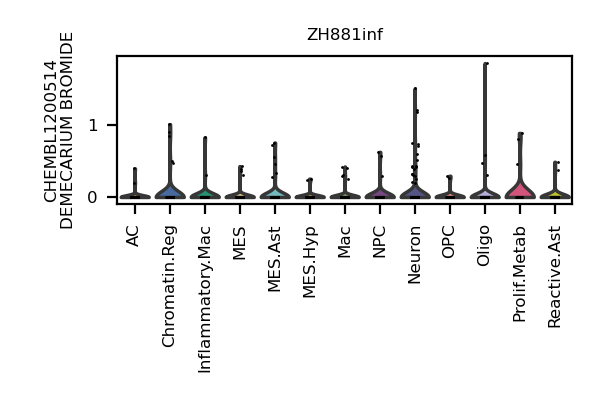 ZH881inf
CHEMBL1200514
DEMECARIUM BROMIDE
1
0
AC
Chromatin.Reg
Inflammatory.Mac
MES
MES.Ast
MES.Hyp
Mac
NPC
Neuron
OPC
Oligo
Prolif.Metab
Reactive.Ast